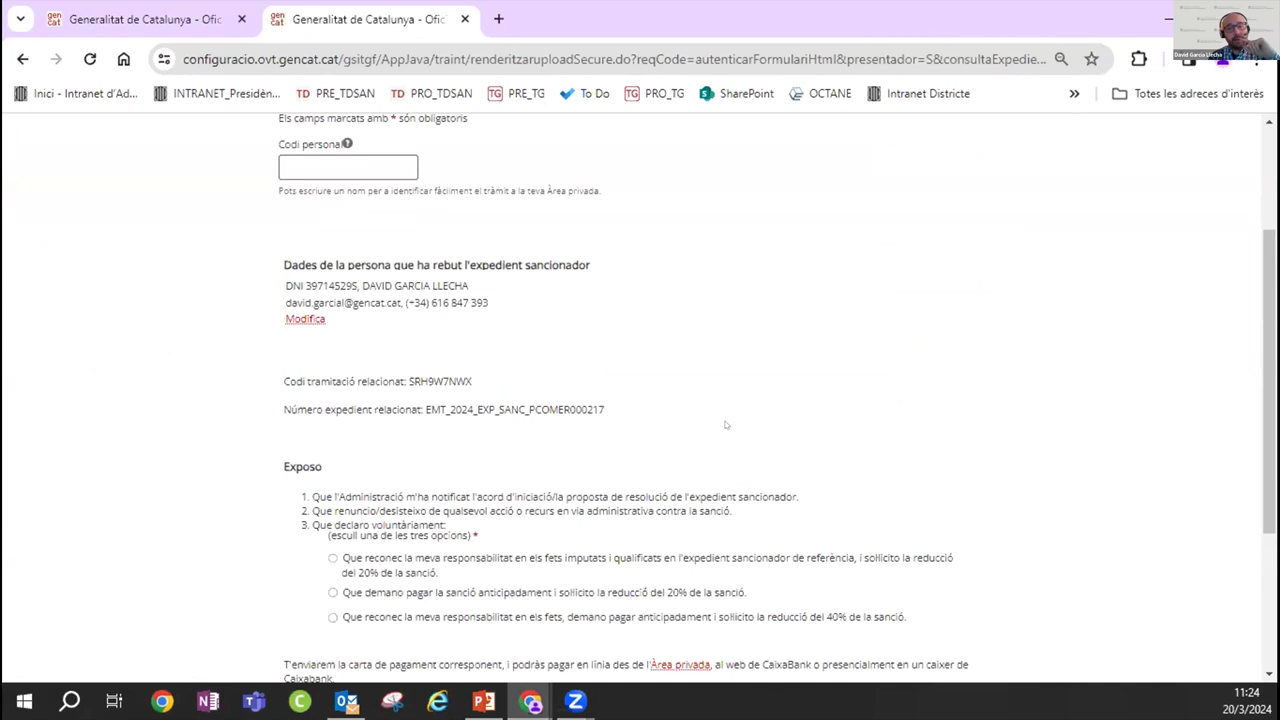 Generalitat de Catalunya - Ofic
Generalitat de Catalunya - Ofic
configuracio.ovt.gencat.cat/gsitgf/AppJava/traint/renderitzaruploadSecure.do?reqCode=autenticarFormulariHtml&presentador=S&consultaExpedie...
Inici - Intranet d'Ad... INTRANET_Presidèn... PRE_TDSAN PRO_TDSAN PRE_TG To Do PRO_TG SharePoint OCTANE Intranet Districte Totes les adreces d'interès
David Garcia Llecha
Els camps marcats amb * són obligatoris
Codi personal
Pots escriure un nom per a identificar fàcilment el tràmit a la teva Àrea privada.
Dades de la persona que ha rebut l'expedient sancionador
DNI 39714529S, DAVID GARCIA LLECHA
david.garcial@gencat.cat, (+34) 616 847 393
Modifica
Codi tramitació relacionat: SRH9W7NWX
Número expedient relacionat: EMT_2024_EXP_SANC_PCOMER000217
Exposo
1. Que l'Administració m'ha notificat l'acord d'iniciació/la proposta de resolució de l'expedient sancionador.
2. Que renuncio/desisteixo de qualsevol acció o recurs en via administrativa contra la sanció.
3. Que declaro voluntàriament:
(escull una de les tres opcions) *
Que reconec la meva responsabilitat en els fets imputats i qualificats en l'expedient sancionador de referència, i sol·licito la reducció
del 20% de la sanció.
Que demano pagar la sanció anticipadament i sol·licito la reducció del 20% de la sanció.
Que reconec la meva responsabilitat en els fets, demano pagar anticipadament i sol·licito la reducció del 40% de la sanció.
T'enviarem la carta de pagament corresponent, i podràs pagar en línia des de l'Àrea privada, al web de CaixaBank o presencialment en un caixer de
Caixabank.
11:24
20/3/2024